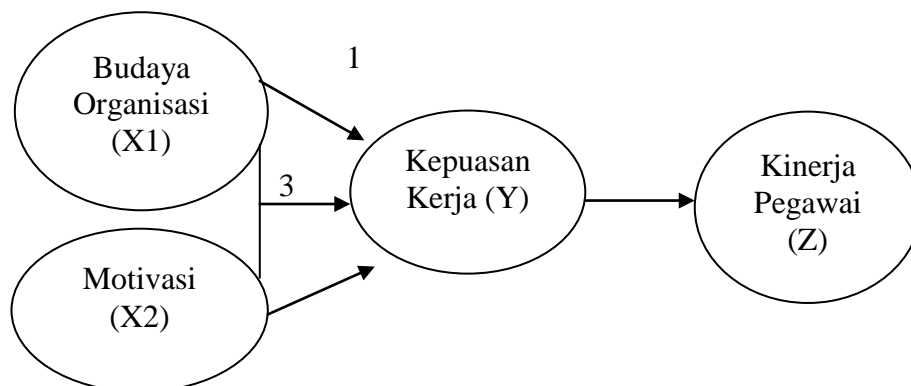 Budaya
Organisasi
(X1)
1
3
Kepuasan
Kerja (Y)
Kinerja
Pegawai
(Z)
Motivasi
(X2)